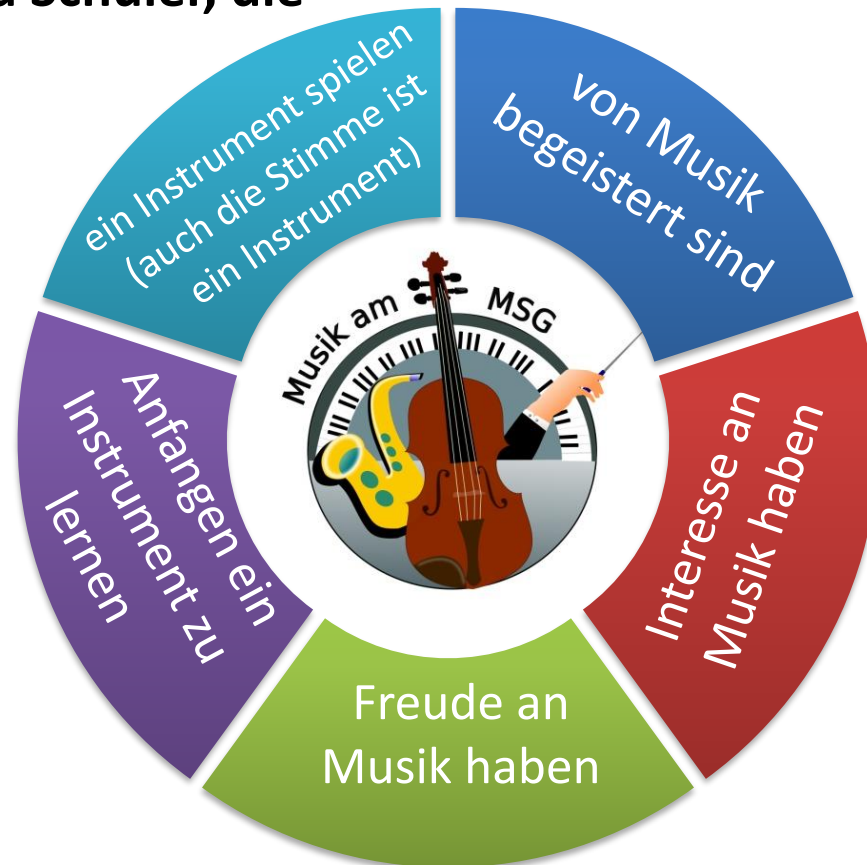 Schüler, die
von Musik
begeistert sind
Interesse an
Musik haben
Freude an
Musik haben
Anfangen ein
Instrument zu
lernen
ein Instrument spielen
(auch die Stimme ist
ein Instrument)
Musik am MSG